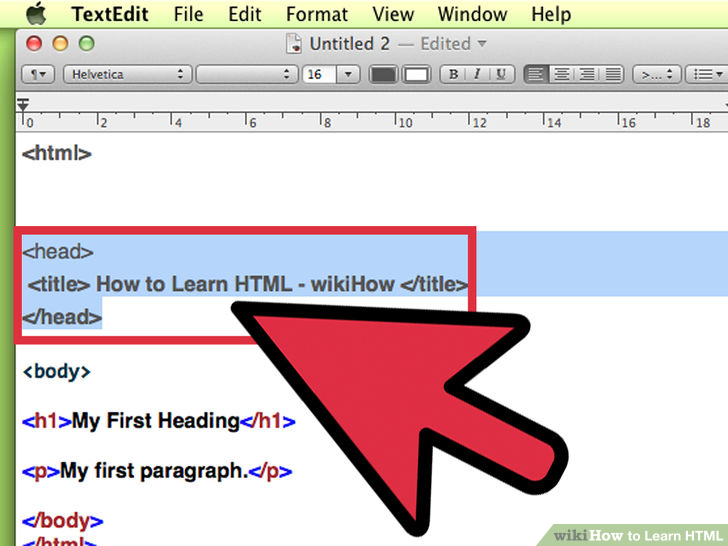 TextEdit File Edit Format View Window Help
Untitled 2 — Edited
Helvetica 16 B I U >...
0 2 4 6 8 10 12 14 16 18
<html>
<head>
<title> How to Learn HTML - wikiHow </title>
</head>
<body>
<h1>My First Heading</h1>
<p>My first paragraph.</p>
</body>
</html>
wikiHow to Learn HTML